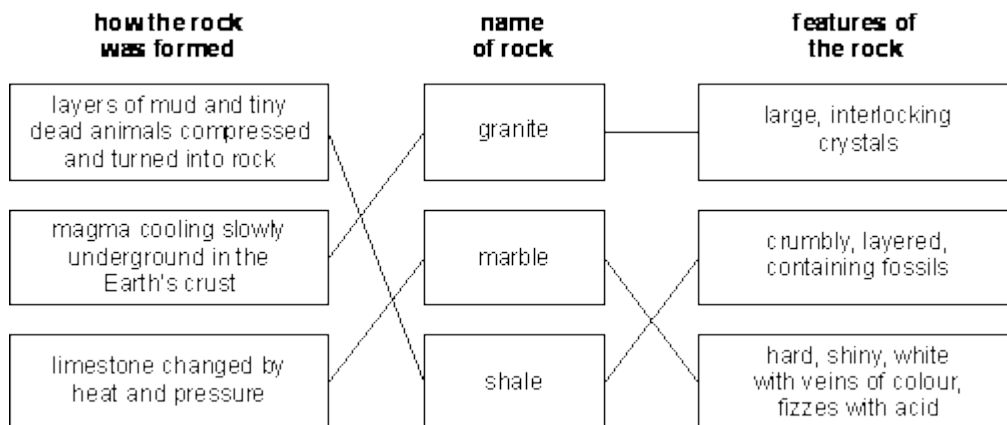 how the rock
was formed
name
of rock
features of
the rock
layers of mud and tiny
dead animals compressed
and turned into rock
granite
large, interlocking
crystals
magma cooling slowly
underground in the
Earth's crust
marble
crumbly, layered,
containing fossils
limestone changed by
heat and pressure
shale
hard, shiny, white
with veins of colour,
fizzes with acid